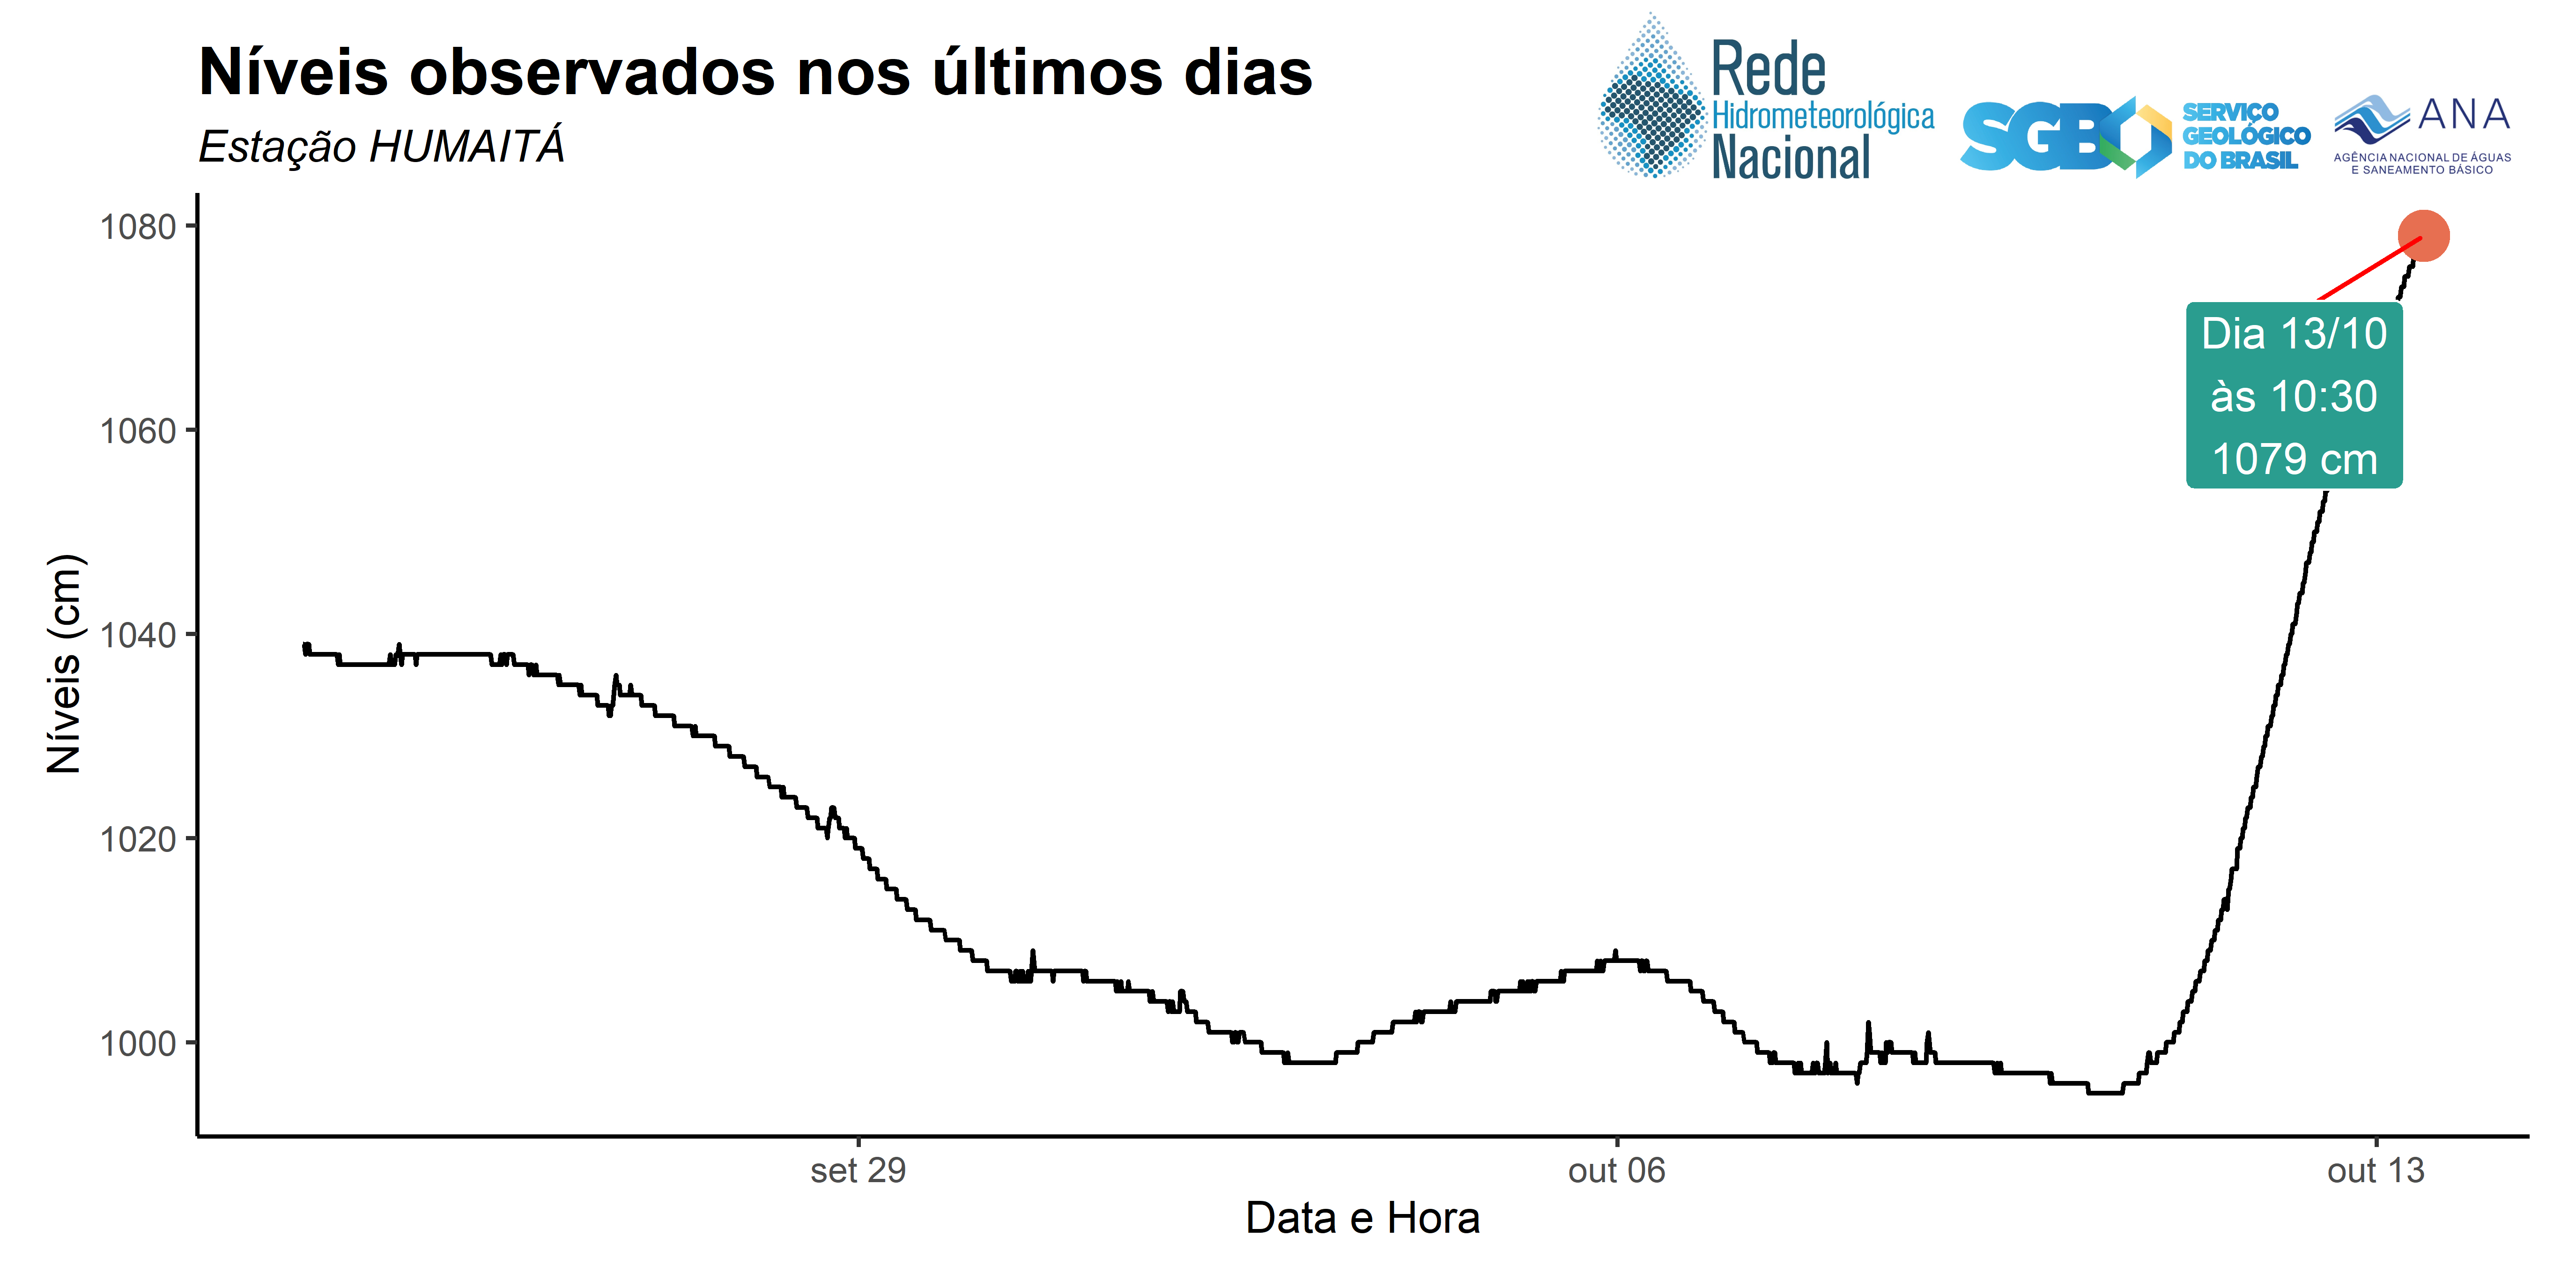 Níveis observados nos últimos dias
Estação HUMAITÁ
Rede
Hidrometeorológica
Nacional
SGB
SERVIÇO
GEOLÓGICO
DO BRASIL
ANA
AGÊNCIA NACIONAL DE ÁGUAS
E SANEAMENTO BÁSICO
Níveis (cm)
1080
1060
1040
1020
1000
Dia 13/10
às 10:30
1079 cm
set 29
out 06
out 13
Data e Hora